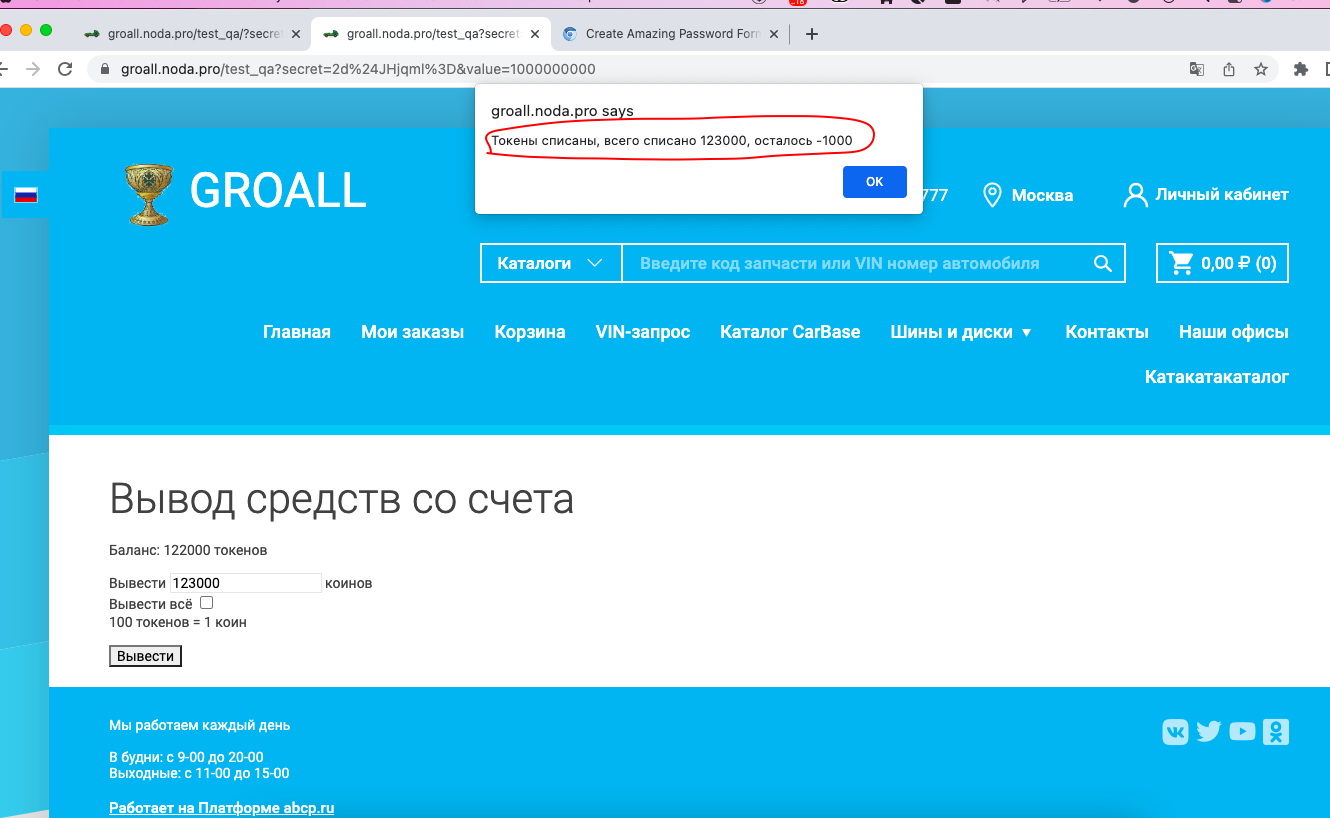 groall.noda.pro/test_qa/?secret
groall.noda.pro/test_qa?secret
Create Amazing Password Form
groall.noda.pro/test_qa?secret=2d%24JHjqml%3D&value=1000000000
groall.noda.pro says
Токены списаны, всего списано 123000, осталось -1000
OK
GROALL
777
Москва
Личный кабинет
Каталоги
Введите код запчасти или VIN номер автомобиля
0,00 ₽ (0)
Главная
Мои заказы
Корзина
VIN-запрос
Каталог CarBase
Шины и диски ▼
Контакты
Наши офисы
Катакатакаталог
Вывод средств со счета
Баланс: 122000 токенов
Вывести 123000 коинов
Вывести всё
100 токенов = 1 коин
Вывести
Мы работаем каждый день
В будни: с 9-00 до 20-00
Выходные: с 11-00 до 15-00
Работает на Платформе abcp.ru